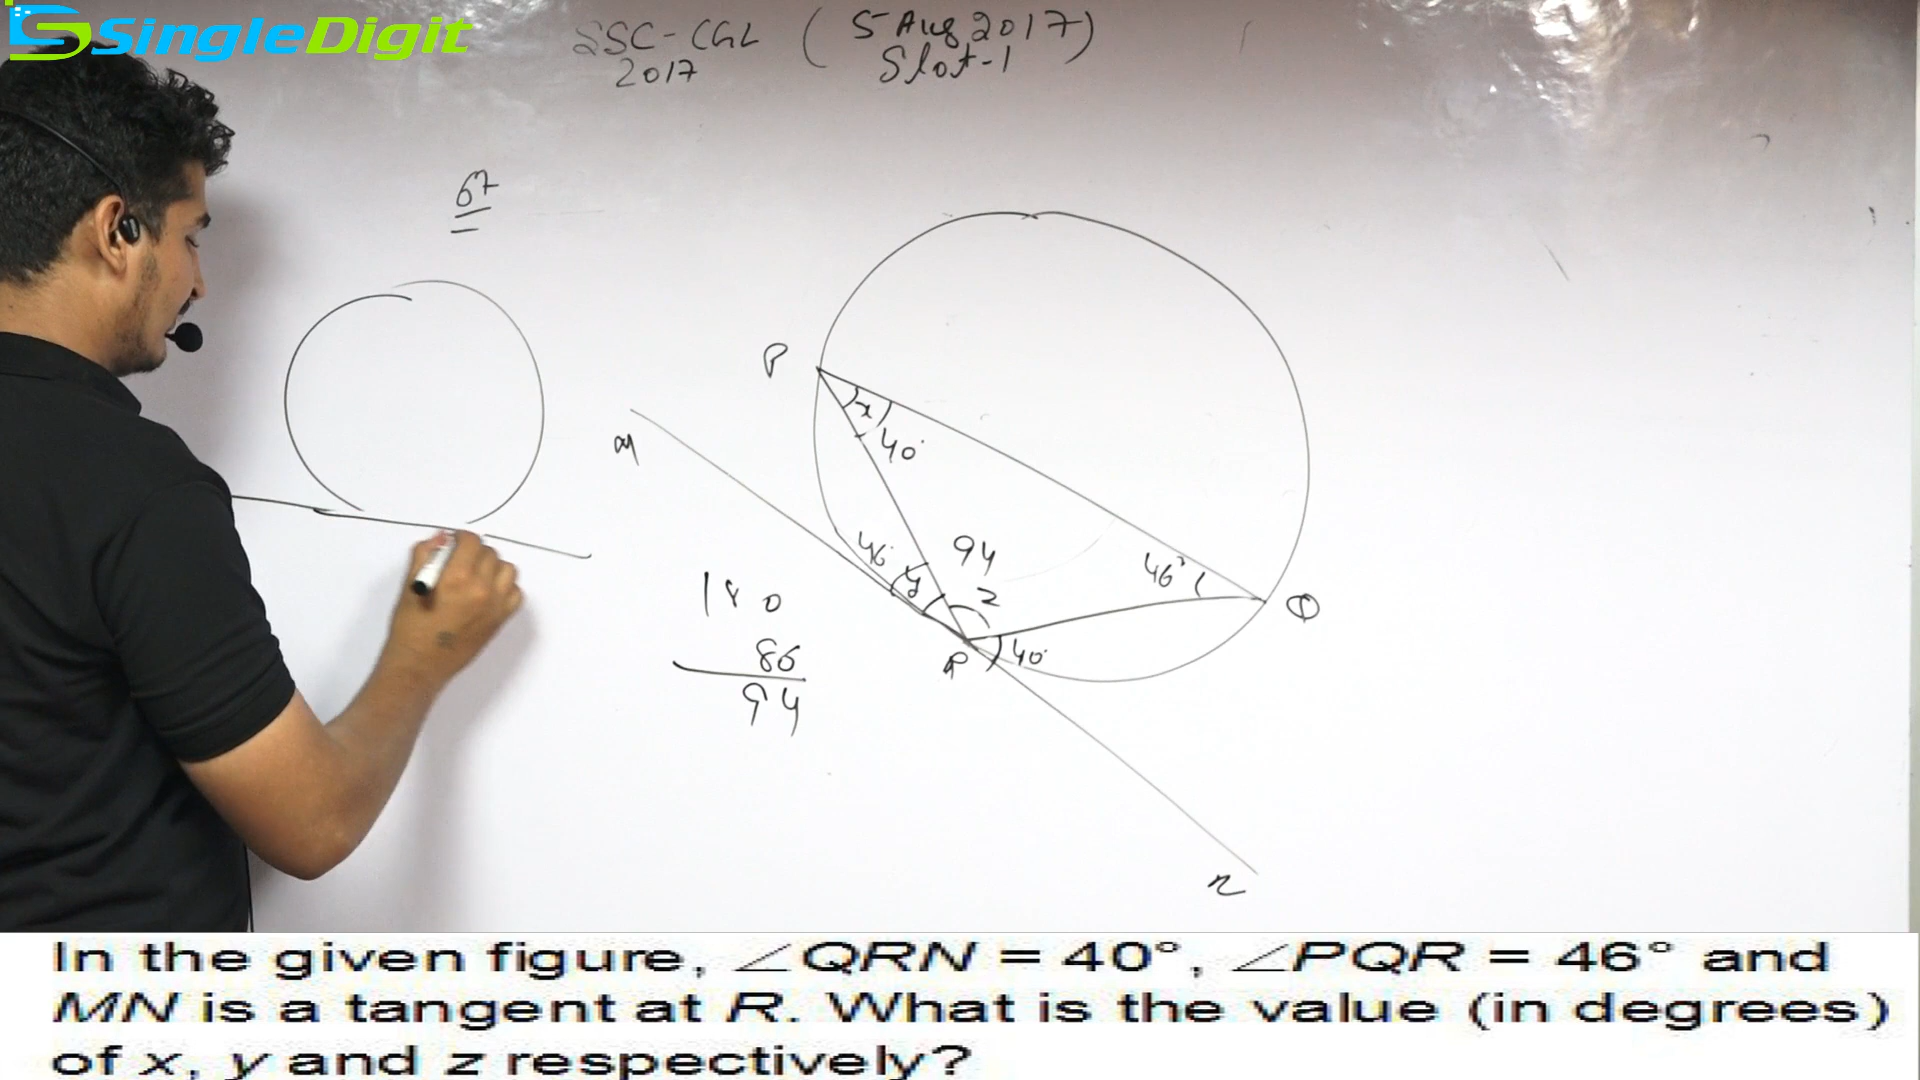 SingleDigit
SSC-CGL ( 5 Aug 2017 )
2017 Slot-1
67
P
x
40°
M
46°
y
94
z
46°
Q
R
40°
180
86
94
N
In the given figure, ∠QRN = 40°, ∠PQR = 46° and
MN is a tangent at R. What is the value (in degrees)
of x, y and z respectively?